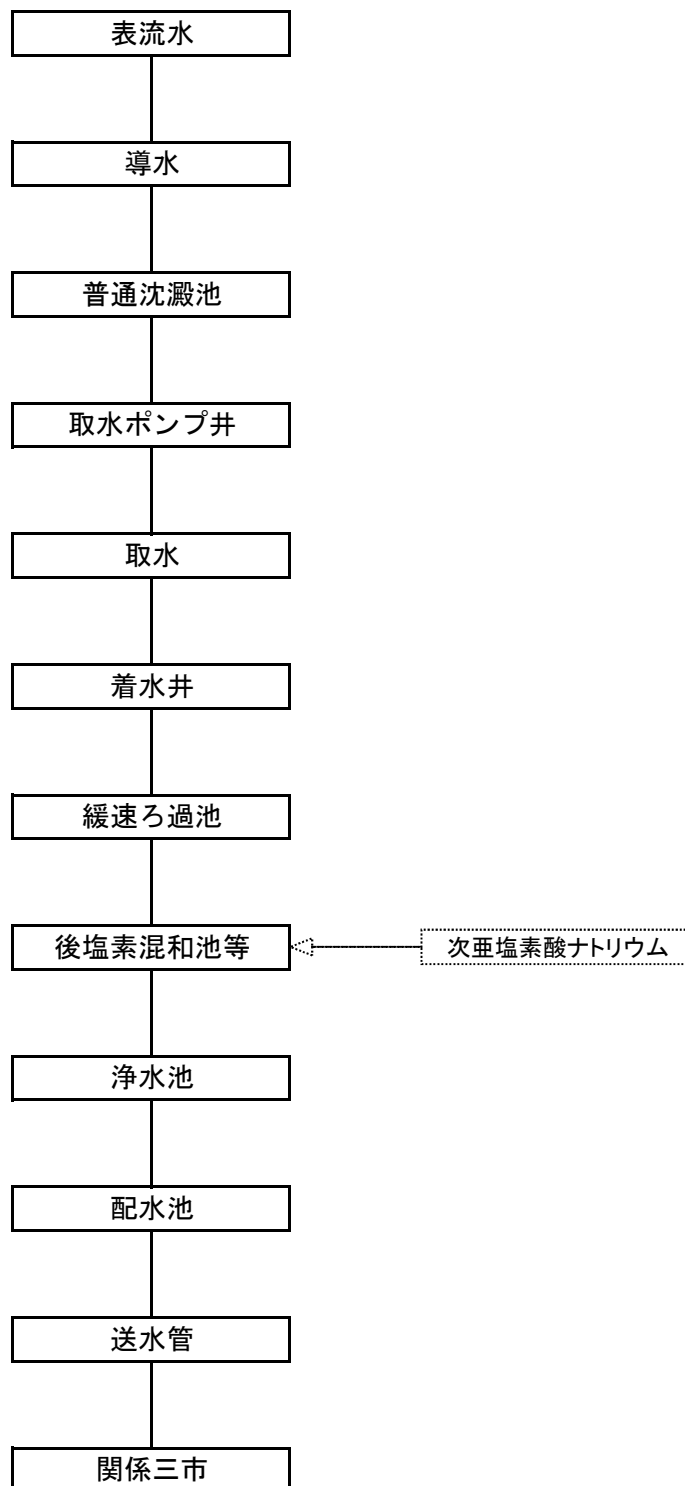 表流水
導水
普通沈澱池
取水ポンプ井
取水
着水井
緩速ろ過池
後塩素混和池等
次亜塩素酸ナトリウム
浄水池
配水池
送水管
関係三市